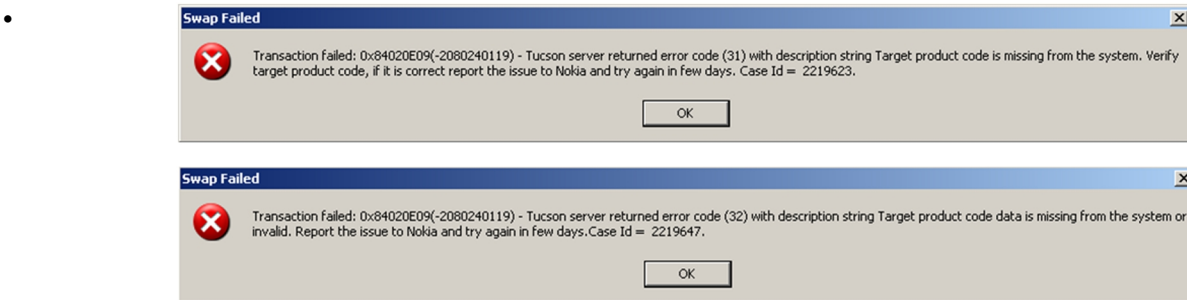 Swap Failed
Transaction failed: 0x84020E09(-2080240119) - Tucson server returned error code (31) with description string Target product code is missing from the system. Verify
target product code, if it is correct report the issue to Nokia and try again in few days. Case Id =  2219623.
OK
Swap Failed
Transaction failed: 0x84020E09(-2080240119) - Tucson server returned error code (32) with description string Target product code data is missing from the system or
invalid. Report the issue to Nokia and try again in few days.Case Id =  2219647.
OK